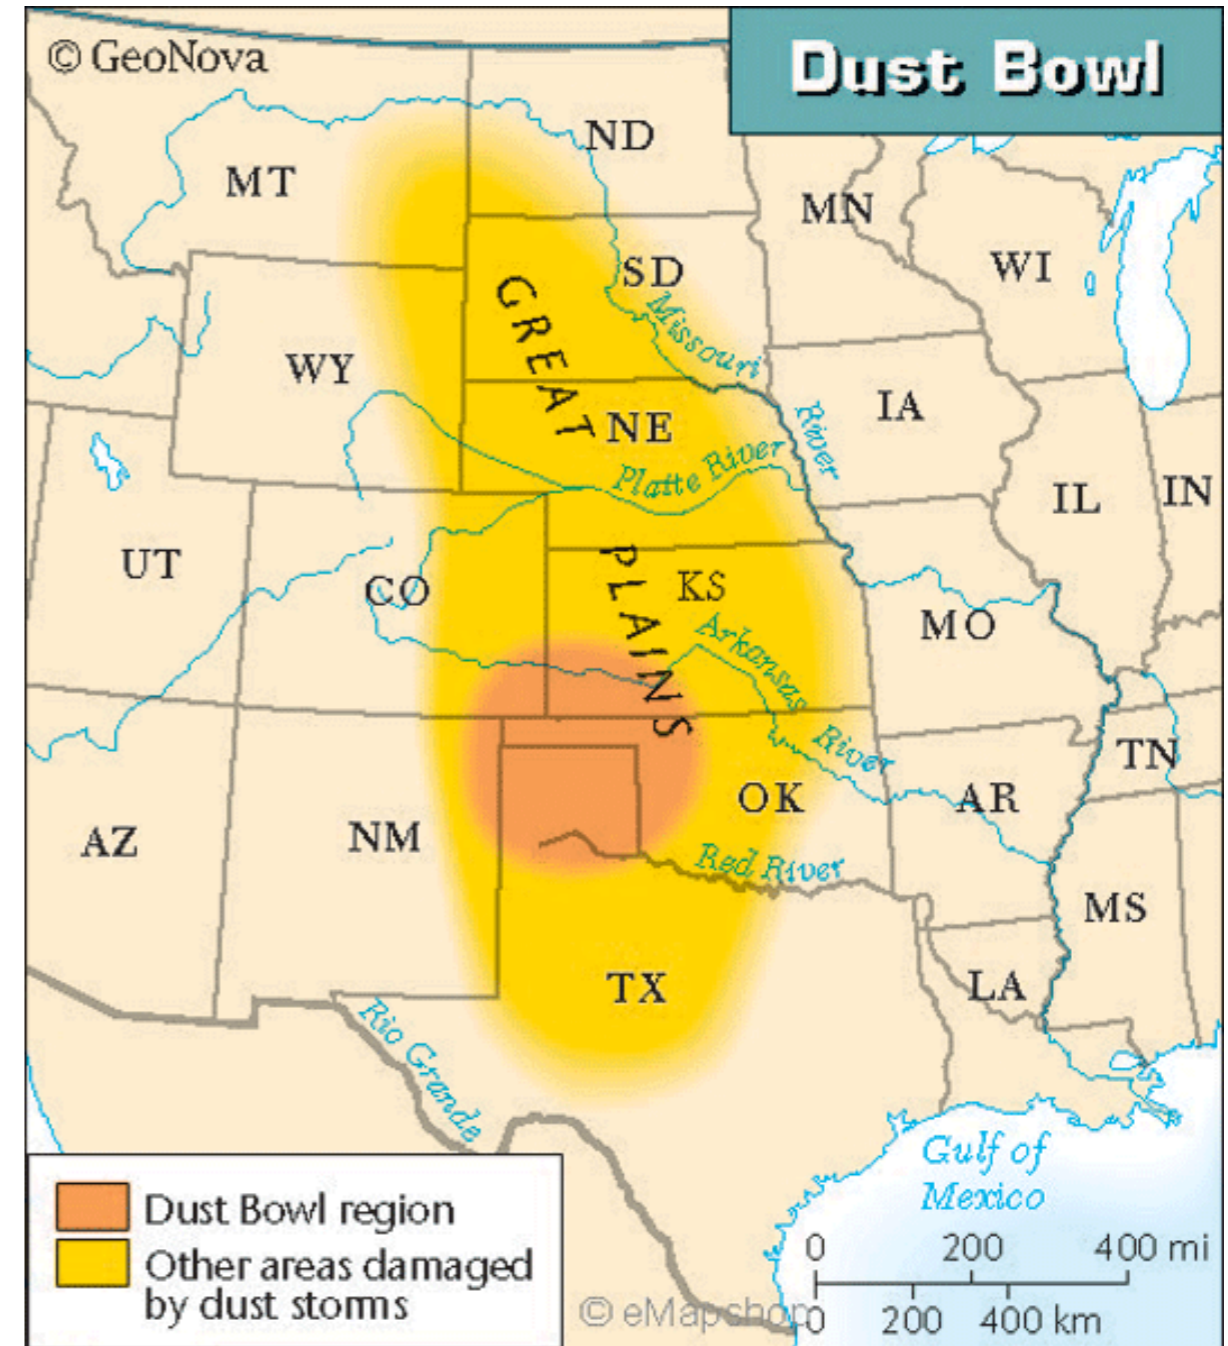 © GeoNova
Dust Bowl
ND
MT
MN
WI
SD
GREAT
Missouri
River
WY
IA
NE
Platte River
IL
IN
UT
CO
PLAINS
KS
Arkansas
River
MO
TN
OK
AR
AZ
NM
Red River
MS
TX
LA
Rio Grande
Gulf of
Mexico
Dust Bowl region
Other areas damaged
by dust storms
0 200 400 mi
0 200 400 km
© eMapshop